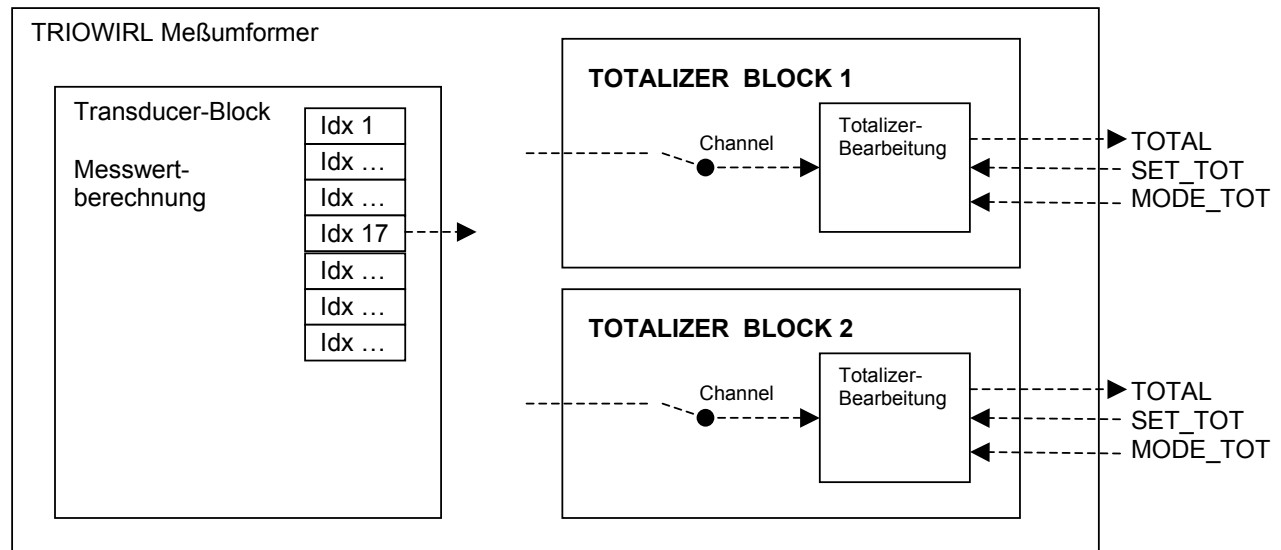 TRIOWIRL Meßumformer
Transducer-Block
Messwert-
berechnung
Idx 1
Idx …
Idx …
Idx 17
Idx …
Idx …
Idx …
TOTALIZER BLOCK 1
Channel
Totalizer-
Bearbeitung
TOTAL
SET_TOT
MODE_TOT
TOTALIZER BLOCK 2
Channel
Totalizer-
Bearbeitung
TOTAL
SET_TOT
MODE_TOT